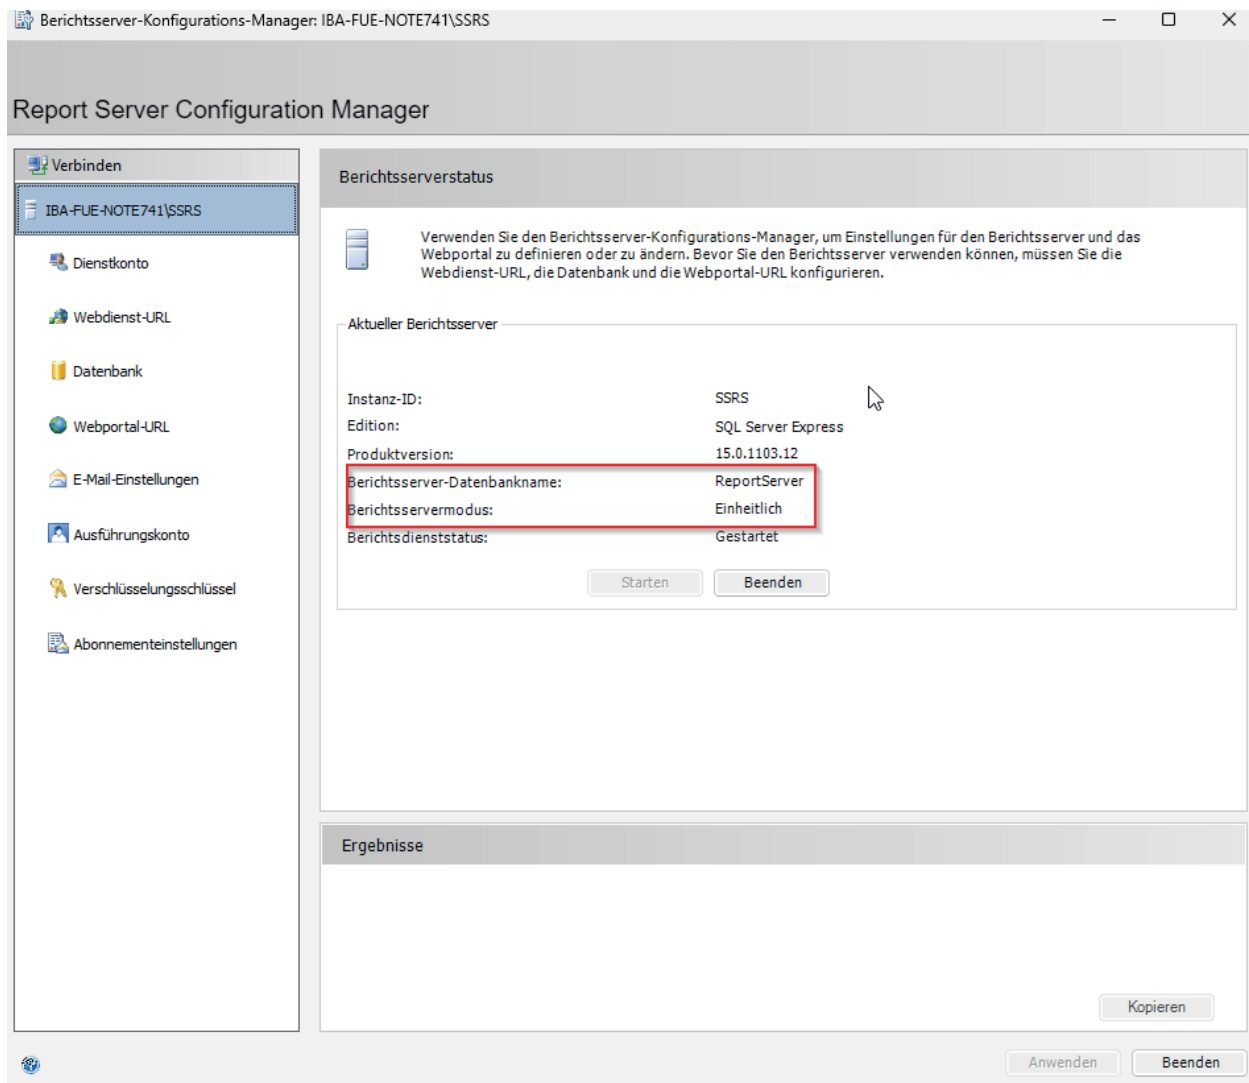 Berichtsserver-Konfigurations-Manager: IBA-FUE-NOTE741\SSRS
Report Server Configuration Manager
Verbinden
IBA-FUE-NOTE741\SSRS
Dienstkonto
Webdienst-URL
Datenbank
Webportal-URL
E-Mail-Einstellungen
Ausführungskonto
Verschlüsselungsschlüssel
Abonnementeinstellungen
Berichtsserverstatus
Verwenden Sie den Berichtsserver-Konfigurations-Manager, um Einstellungen für den Berichtsserver und das
Webportal zu definieren oder zu ändern. Bevor Sie den Berichtsserver verwenden können, müssen Sie die
Webdienst-URL, die Datenbank und die Webportal-URL konfigurieren.
Aktueller Berichtsserver
Instanz-ID: SSRS
Edition: SQL Server Express
Produktversion: 15.0.1103.12
Berichtsserver-Datenbankname: ReportServer
Berichtsservermodus: Einheitlich
Berichtsdienststatus: Gestartet
Starten Beenden
Ergebnisse
Kopieren
Anwenden Beenden